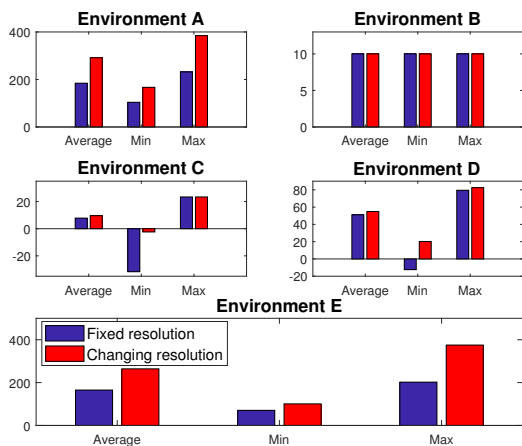 Environment A
400
200
0
Average Min Max
Environment B
10
5
0
Average Min Max
Environment C
20
0
-20
Average Min Max
Environment D
80
60
40
20
0
-20
Average Min Max
Environment E
Fixed resolution
Changing resolution
400
200
0
Average Min Max